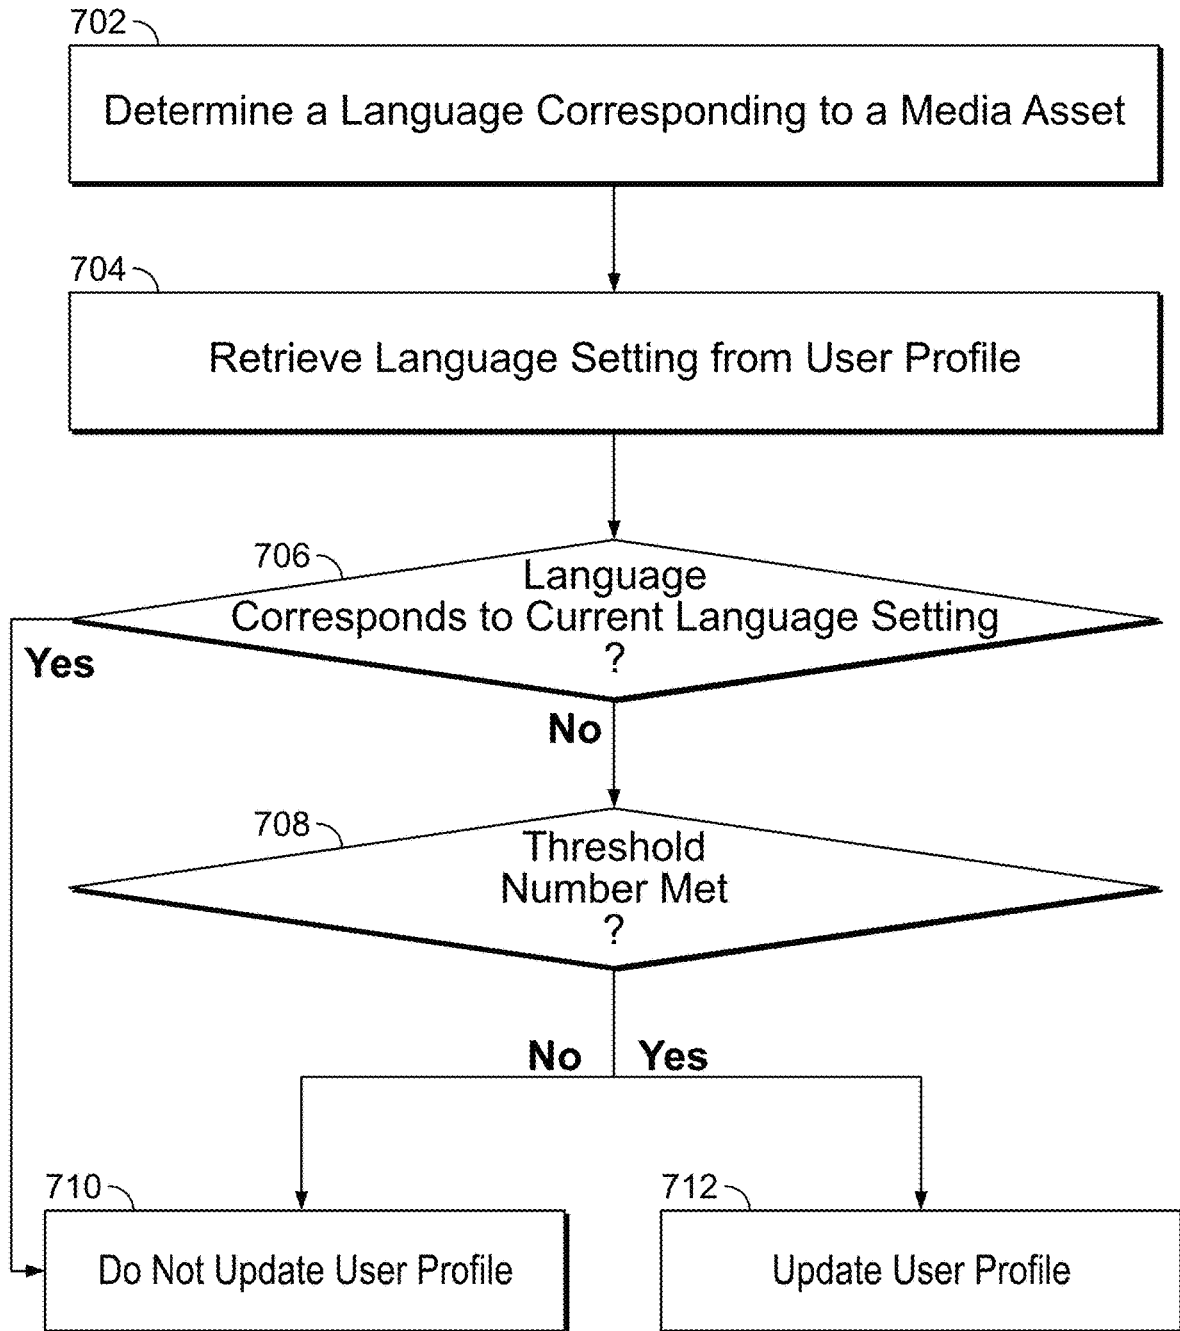 702
Determine a Language Corresponding to a Media Asset
704
Retrieve Language Setting from User Profile
706
Language
Corresponds to Current Language Setting
?
Yes
No
708
Threshold
Number Met
?
No
Yes
710
Do Not Update User Profile
712
Update User Profile